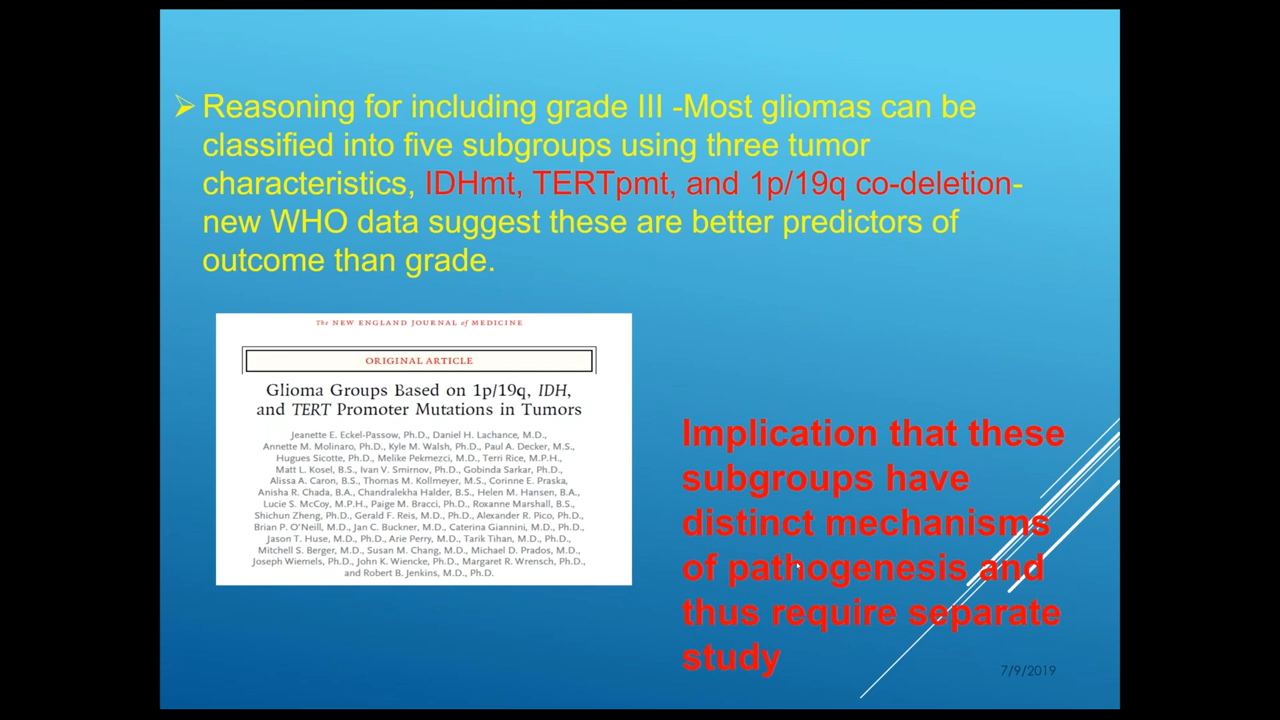 Reasoning for including grade III -Most gliomas can be
classified into five subgroups using three tumor
characteristics, IDHmt, TERTpmt, and 1p/19q co-deletion-
new WHO data suggest these are better predictors of
outcome than grade.
The NEW ENGLAND JOURNAL of MEDICINE
ORIGINAL ARTICLE
Glioma Groups Based on 1p/19q, IDH,
and TERT Promoter Mutations in Tumors
Jeanette E. Eckel-Passow, Ph.D., Daniel H. Lachance, M.D.,
Annette M. Molinaro, Ph.D., Kyle M. Walsh, Ph.D., Paul A. Decker, M.S.,
Hugues Sicotte, Ph.D., Melike Pekmezci, M.D., Terri Rice, M.P.H.,
Matt L. Kosel, B.S., Ivan V. Smirnov, Ph.D., Gobinda Sarkar, Ph.D.,
Alissa A. Caron, B.S., Thomas M. Kollmeyer, M.S., Corinne E. Praska,
Anisha R. Chada, B.A., Chandralekha Halder, B.S., Helen M. Hansen, B.A.,
Lucie S. McCoy, M.P.H., Paige M. Bracci, Ph.D., Roxanne Marshall, B.S.,
Shichun Zheng, Ph.D., Gerald F. Reis, M.D., Ph.D., Alexander R. Pico, Ph.D.,
Brian P. O'Neill, M.D., Jan C. Buckner, M.D., Caterina Giannini, M.D., Ph.D.,
Jason T. Huse, M.D., Ph.D., Arie Perry, M.D., Tarik Tihan, M.D., Ph.D.,
Mitchell S. Berger, M.D., Susan M. Chang, M.D., Michael D. Prados, M.D.,
Joseph Wiemels, Ph.D., John K. Wiencke, Ph.D., Margaret R. Wrensch, Ph.D.,
and Robert B. Jenkins, M.D., Ph.D.
Implication that these
subgroups have
distinct mechanisms
of pathogenesis and
thus require separate
study
7/9/2019